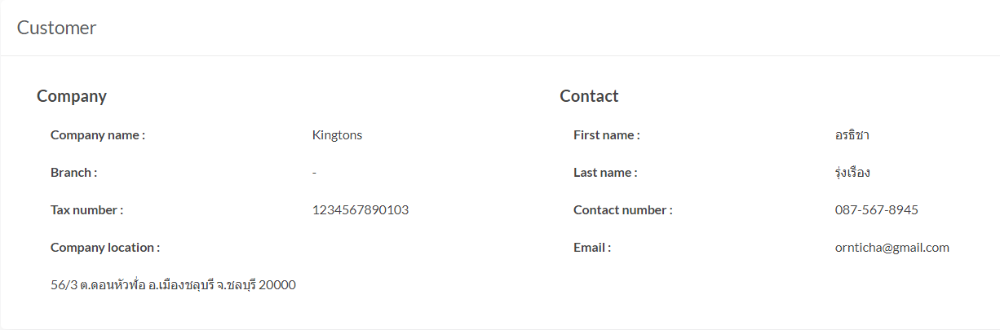 Customer
Company
Company name : Kingtons
Branch : -
Tax number : 1234567890103
Company location :
56/3 ต.ดอนหัวฬ่อ อ.เมืองชลบุรี จ.ชลบุรี 20000
Contact
First name : อรธิชา
Last name : รุ่งเรือง
Contact number : 087-567-8945
Email : ornticha@gmail.com